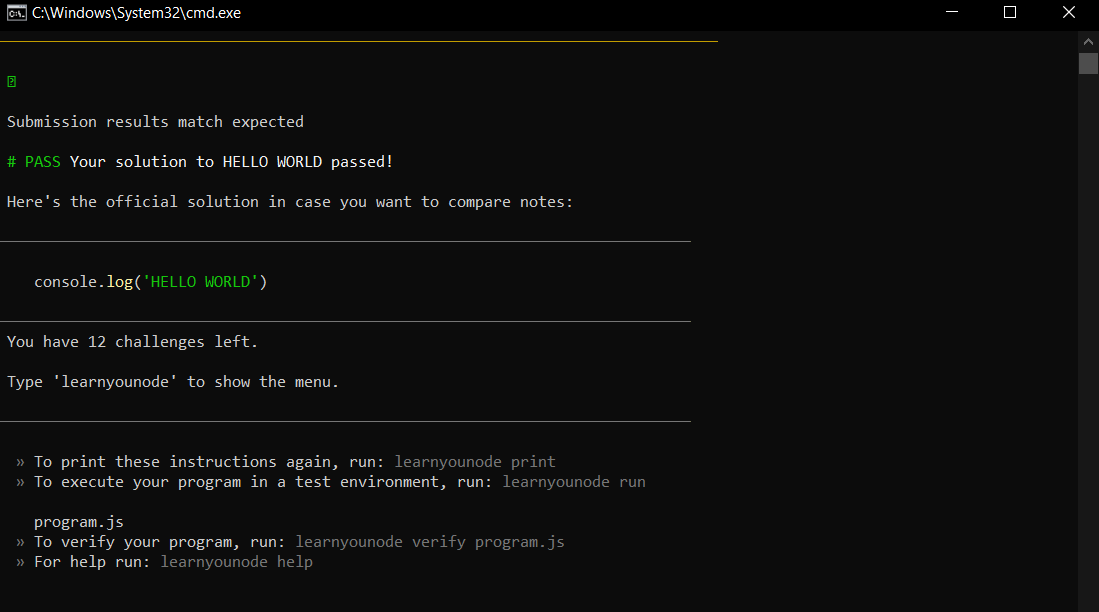 C:\Windows\System32\cmd.exe
Submission results match expected
# PASS Your solution to HELLO WORLD passed!
Here's the official solution in case you want to compare notes:
console.log('HELLO WORLD')
You have 12 challenges left.
Type 'learnyounode' to show the menu.
» To print these instructions again, run: learnyounode print
» To execute your program in a test environment, run: learnyounode run
program.js
» To verify your program, run: learnyounode verify program.js
» For help run: learnyounode help